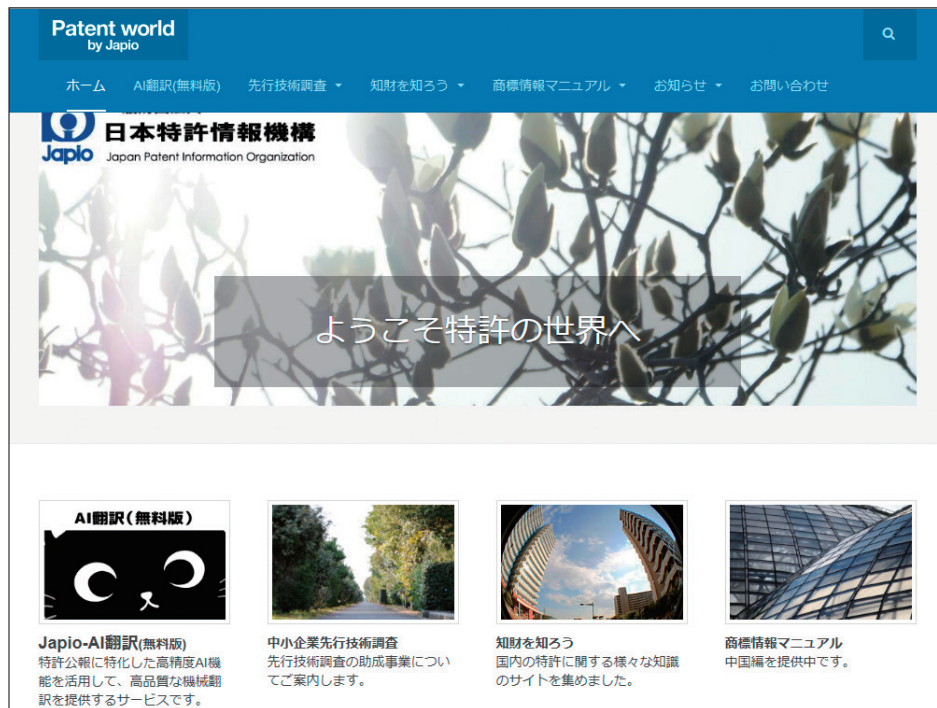 Patent world
by Japio
ホーム
AI翻訳(無料版)
先行技術調査
知財を知ろう
商標情報マニュアル
お知らせ
お問い合わせ
日本特許情報機構
Japio
Japan Patent Information Organization
ようこそ特許の世界へ
AI翻訳(無料版)
Japio-AI翻訳(無料版)
特許公報に特化した高精度AI機
能を活用して、高品質な機械翻
訳を提供するサービスです。
中小企業先行技術調査
先行技術調査の助成事業につい
てご案内します。
知財を知ろう
国内の特許に関する様々な知識
のサイトを集めました。
商標情報マニュアル
中国編を提供中です。